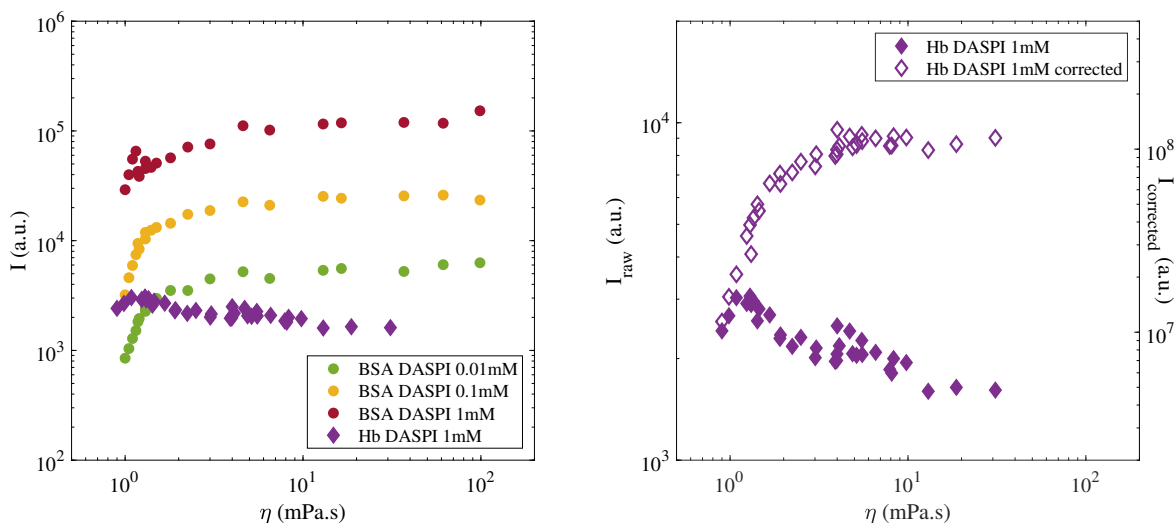 10^6
10^5
10^4
10^3
10^2
I (a.u.)
10^0
10^1
10^2
η (mPa.s)
BSA DASPI 0.01mM
BSA DASPI 0.1mM
BSA DASPI 1mM
Hb DASPI 1mM
10^4
10^3
I_raw (a.u.)
10^0
10^1
10^2
η (mPa.s)
Hb DASPI 1mM
Hb DASPI 1mM corrected
10^8
10^7
I_corrected (a.u.)